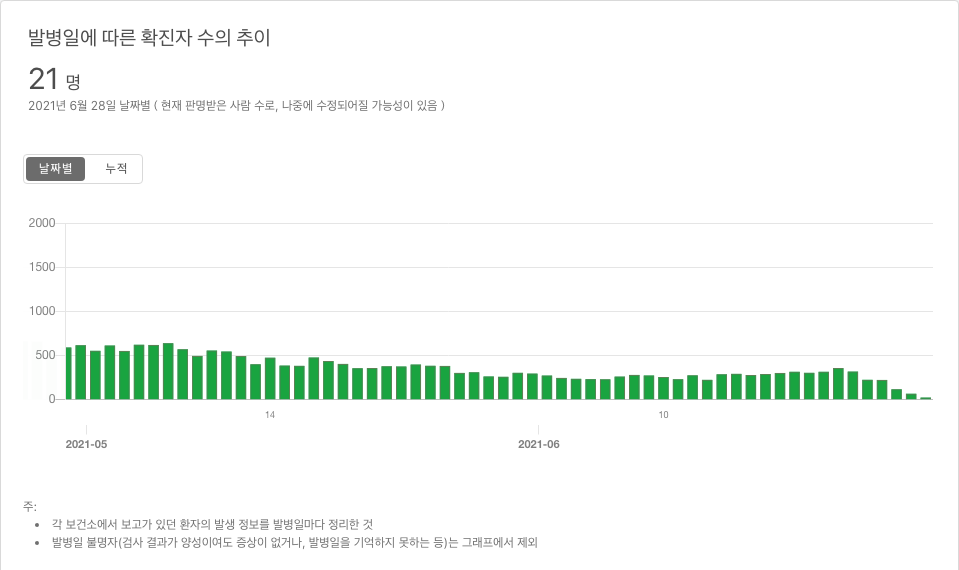 발병일에 따른 확진자 수의 추이
21 명
2021년 6월 28일 날짜별 ( 현재 판명받은 사람 수로, 나중에 수정되어질 가능성이 있음 )
날짜별 누적
2000
1500
1000
500
0
14 10
2021-05 2021-06
주:
• 각 보건소에서 보고가 있던 환자의 발생 정보를 발병일마다 정리한 것
• 발병일 불명자(검사 결과가 양성이여도 증상이 없거나, 발병일을 기억하지 못하는 등)는 그래프에서 제외